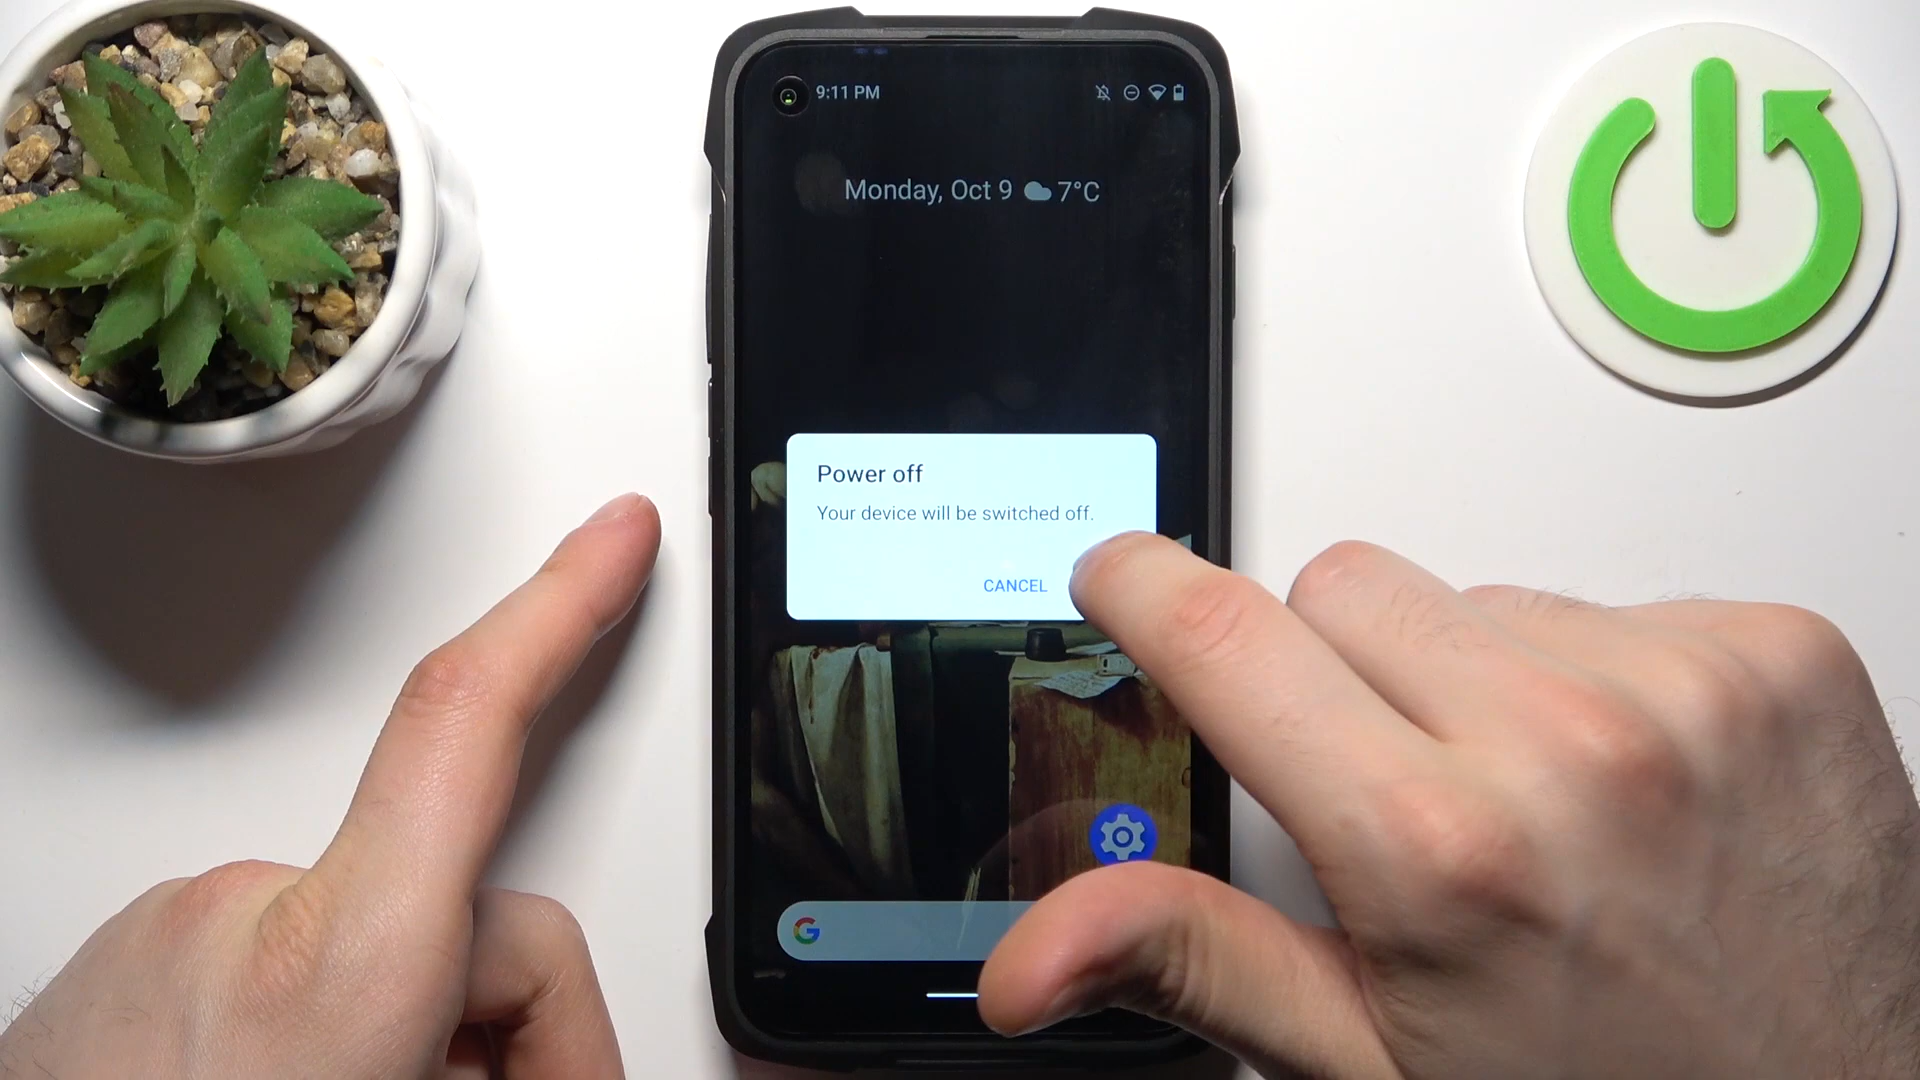 9:11 PM
Monday, Oct 9 7°C
Power off
Your device will be switched off.
CANCEL
G